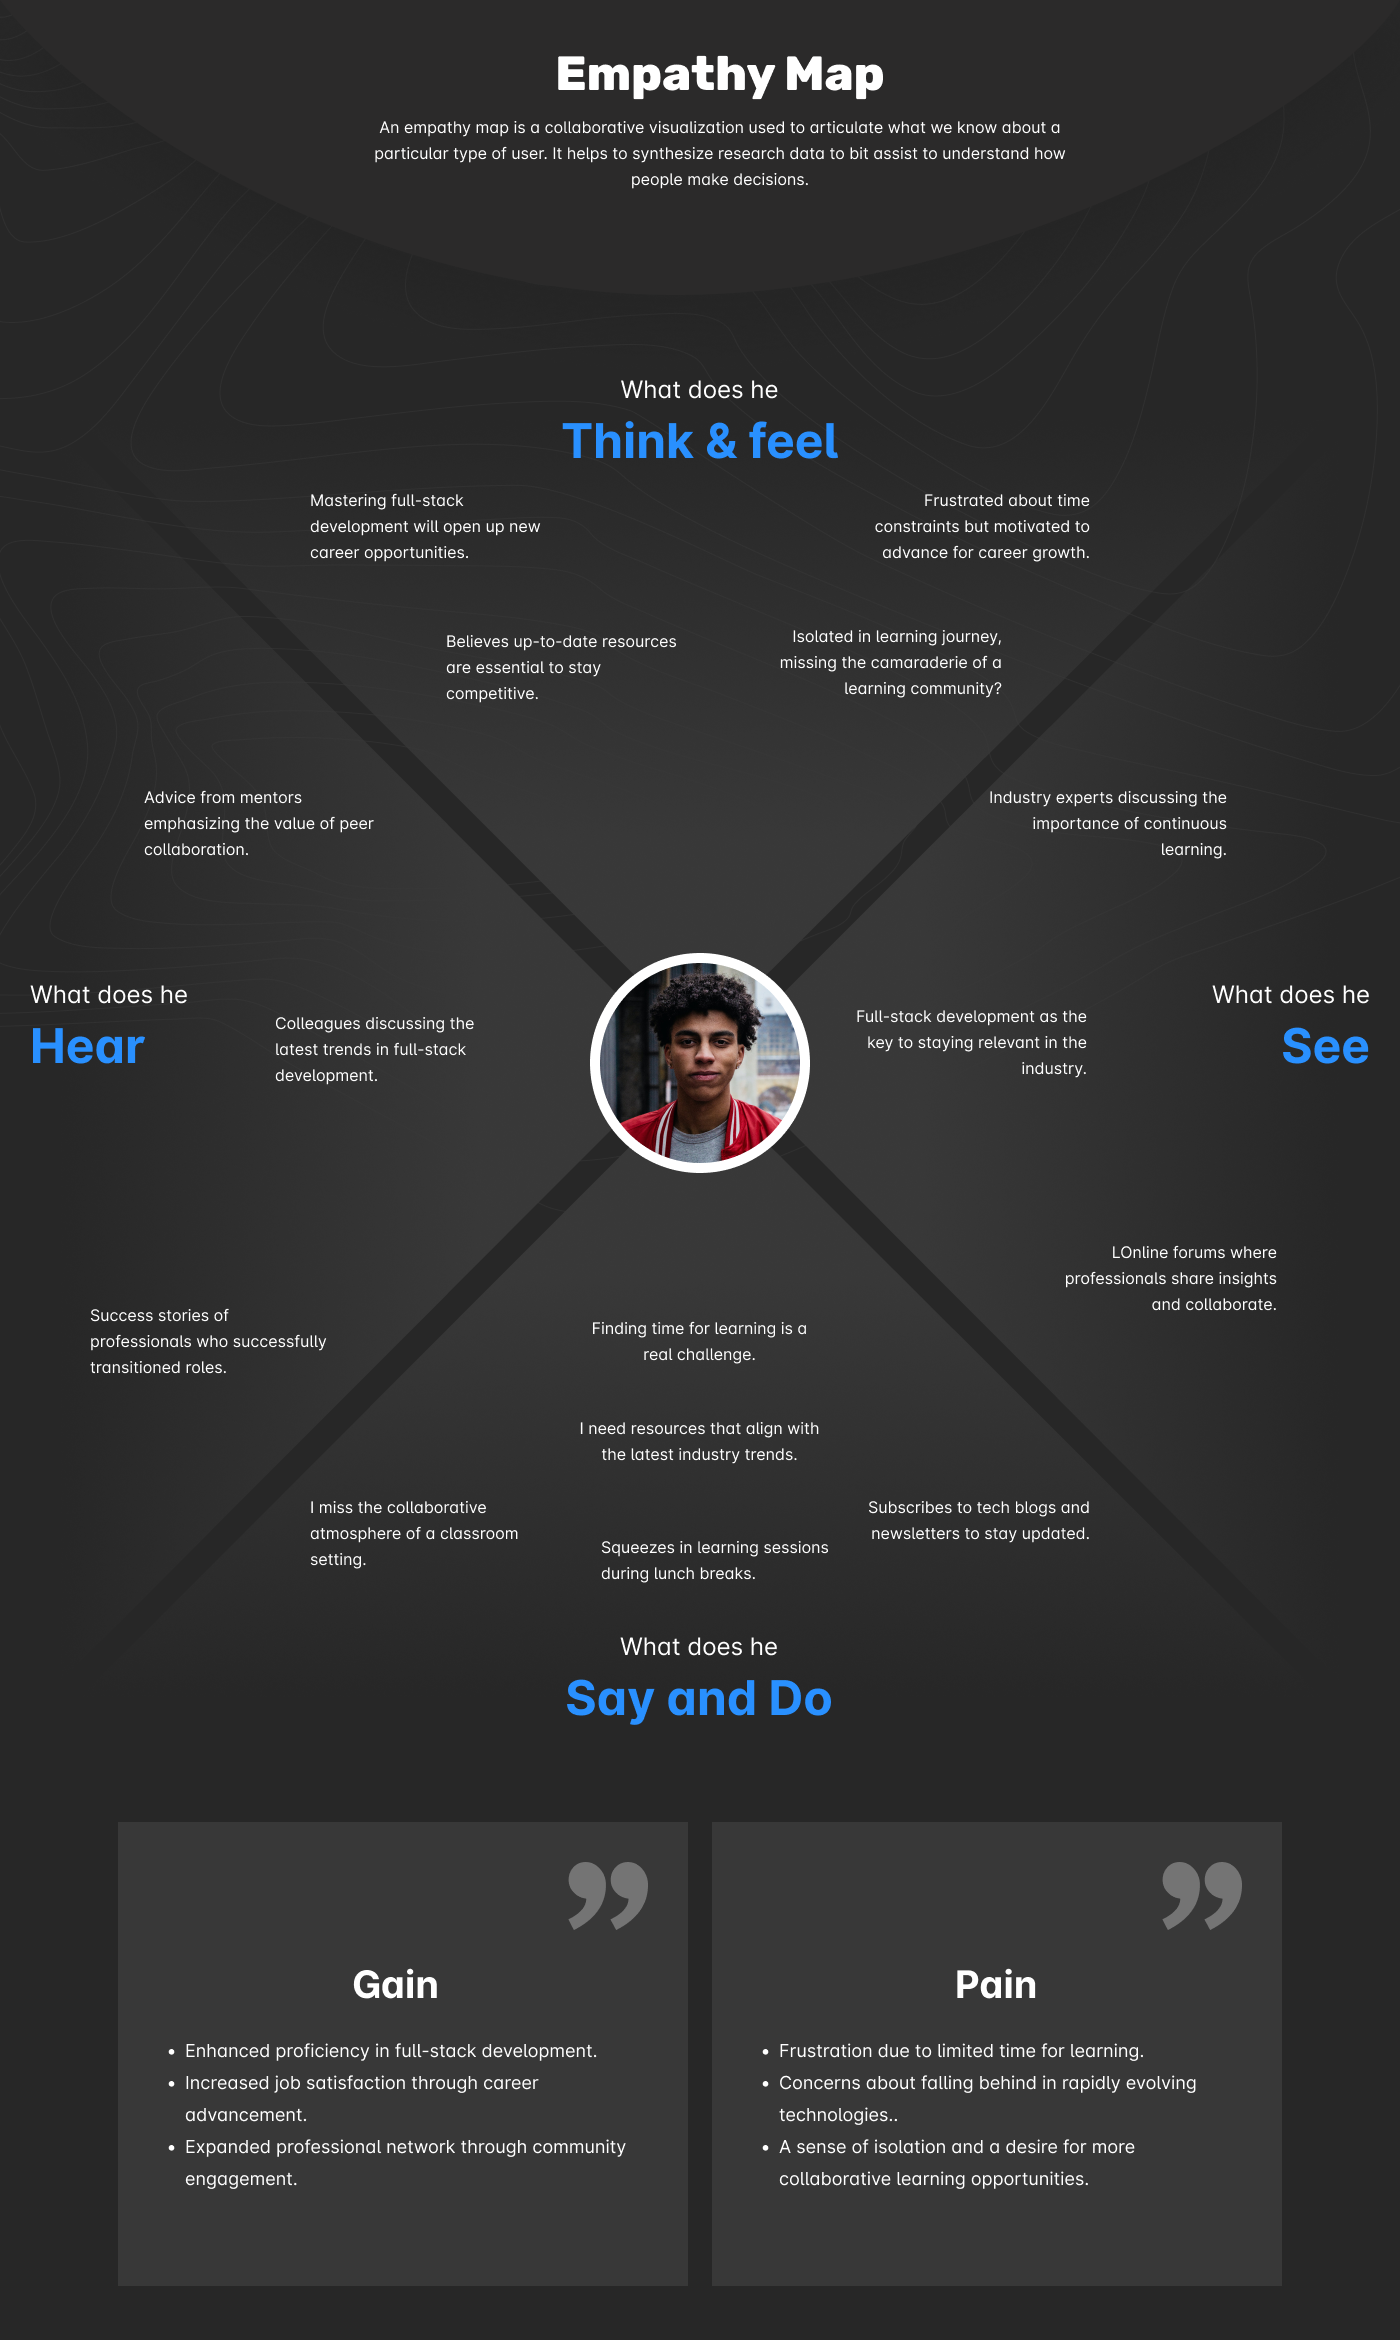 Empathy Map
An empathy map is a collaborative visualization used to articulate what we know about a
particular type of user. It helps to synthesize research data to bit assist to understand how
people make decisions.
What does he
Think & feel
Mastering full-stack
development will open up new
career opportunities.
Frustrated about time
constraints but motivated to
advance for career growth.
Believes up-to-date resources
are essential to stay
competitive.
Isolated in learning journey,
missing the camaraderie of a
learning community?
Advice from mentors
emphasizing the value of peer
collaboration.
Industry experts discussing the
importance of continuous
learning.
What does he
Hear
Colleagues discussing the
latest trends in full-stack
development.
Full-stack development as the
key to staying relevant in the
industry.
What does he
See
LOnline forums where
professionals share insights
and collaborate.
Success stories of
professionals who successfully
transitioned roles.
Finding time for learning is a
real challenge.
I need resources that align with
the latest industry trends.
I miss the collaborative
atmosphere of a classroom
setting.
Squeezes in learning sessions
during lunch breaks.
Subscribes to tech blogs and
newsletters to stay updated.
What does he
Say and Do
”
Gain
• Enhanced proficiency in full-stack development.
• Increased job satisfaction through career
advancement.
• Expanded professional network through community
engagement.
”
Pain
• Frustration due to limited time for learning.
• Concerns about falling behind in rapidly evolving
technologies..
• A sense of isolation and a desire for more
collaborative learning opportunities.